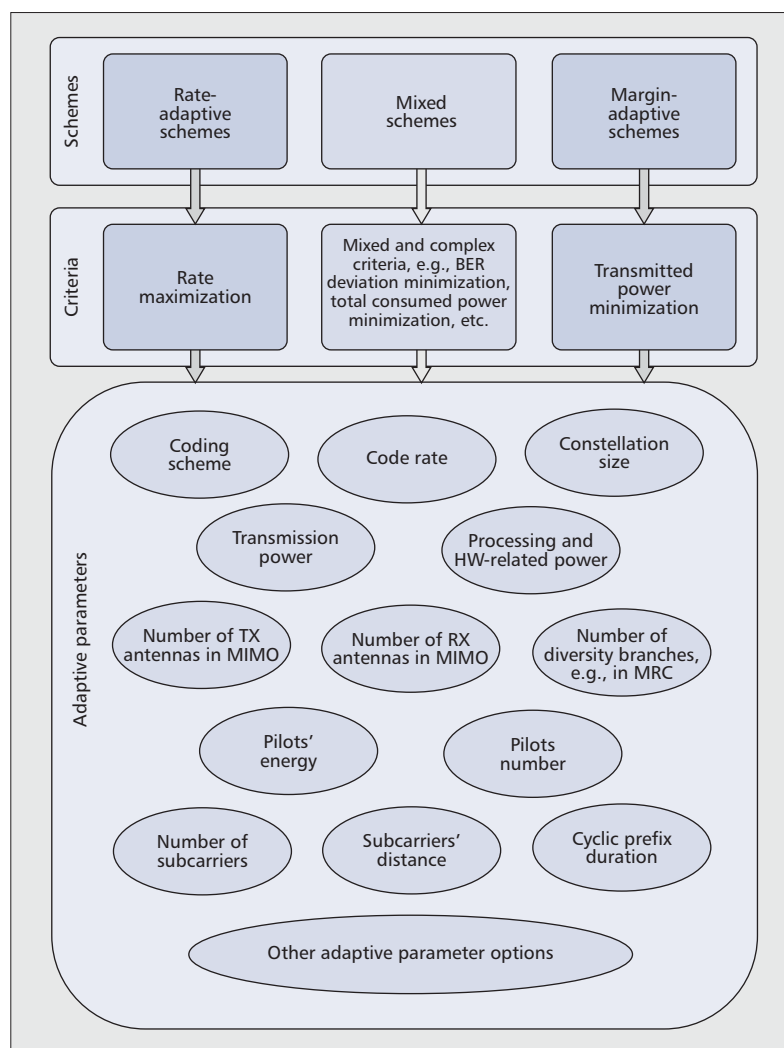 Schemes
Rate-
adaptive
schemes
Mixed
schemes
Margin-
adaptive
schemes
Criteria
Rate
maximization
Mixed and complex
criteria, e.g., BER
deviation minimization,
total consumed power
minimization, etc.
Transmitted
power
minimization
Adaptive parameters
Coding
scheme
Code rate
Constellation
size
Transmission
power
Processing and
HW-related power
Number of TX
antennas in MIMO
Number of RX
antennas in MIMO
Number of
diversity branches,
e.g., in MRC
Pilots'
energy
Pilots
number
Number of
subcarriers
Subcarriers'
distance
Cyclic prefix
duration
Other adaptive parameter options